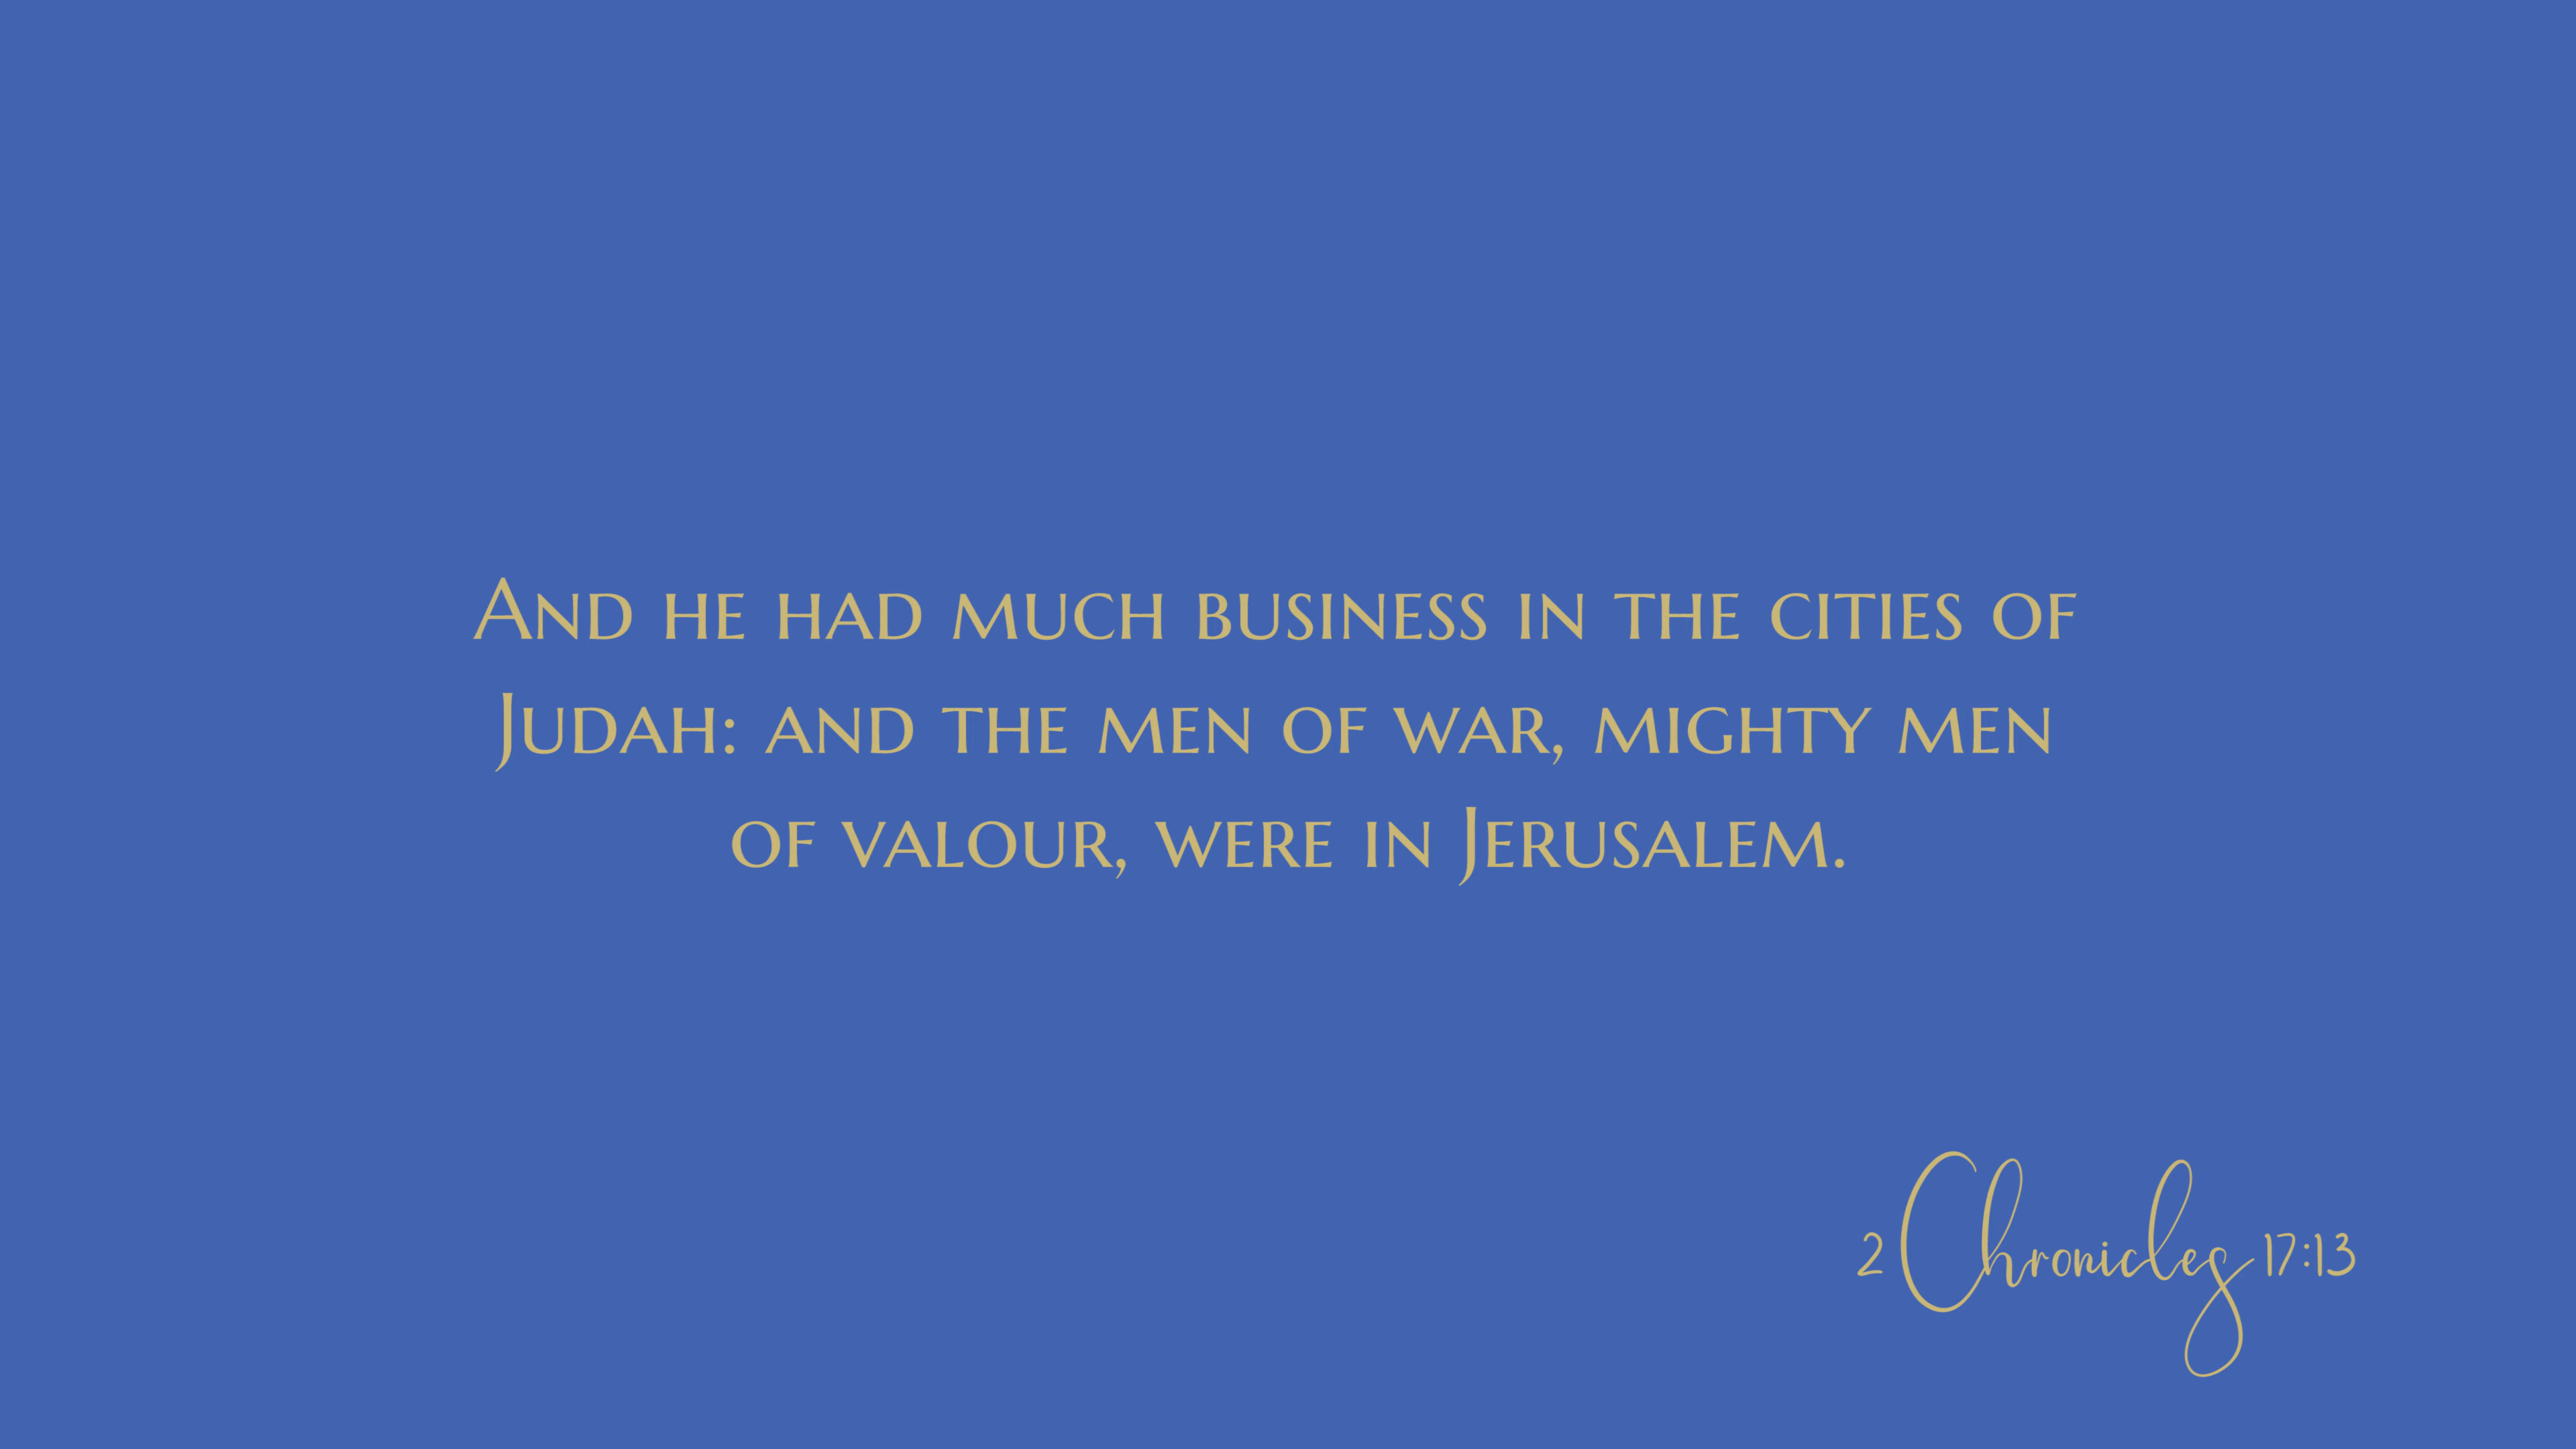 And he had much business in the cities of
Judah: and the men of war, mighty men
of valour, were in Jerusalem.
2 Chronicles 17:13